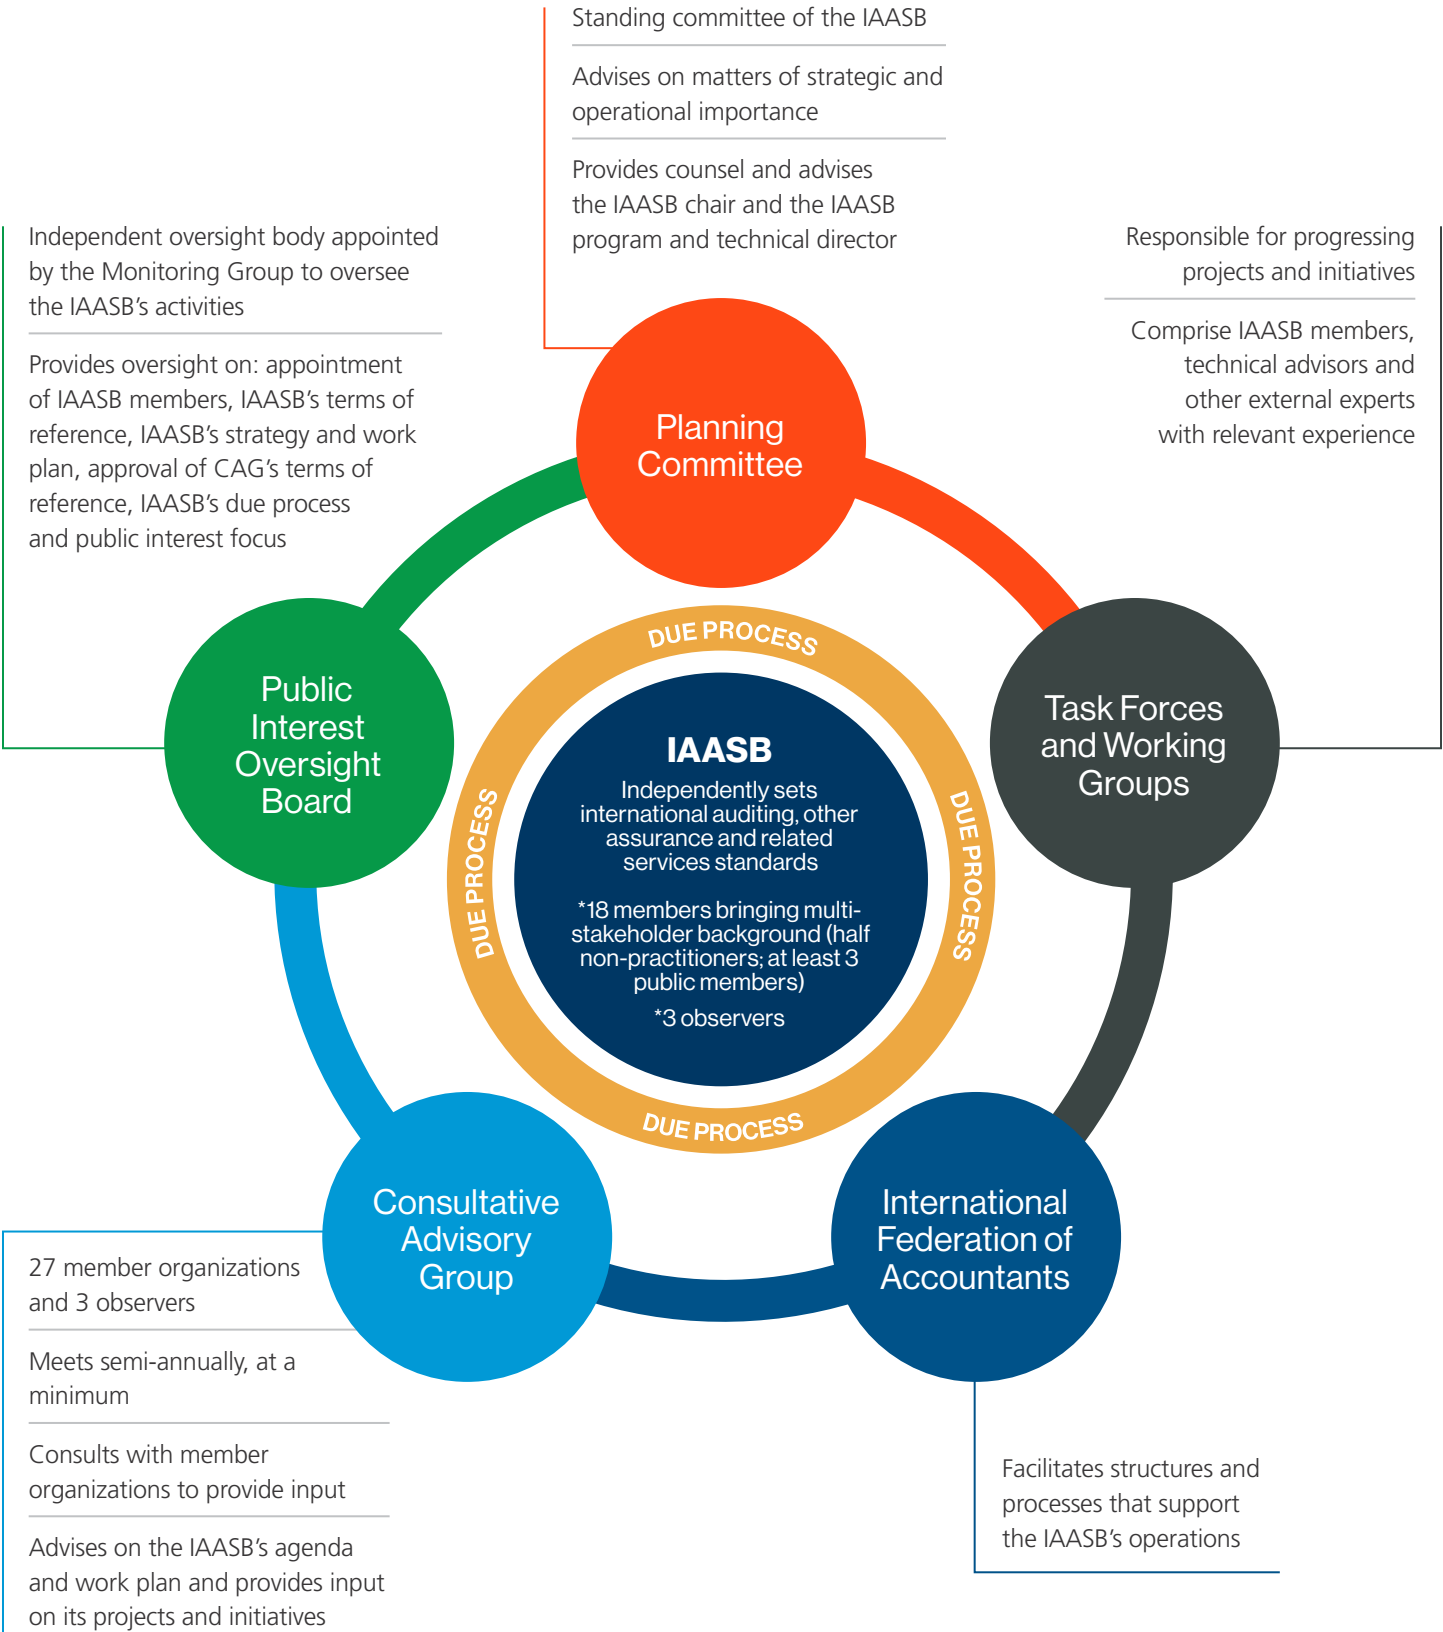 Standing committee of the IAASB
Advises on matters of strategic and
operational importance
Provides counsel and advises
the IAASB chair and the IAASB
program and technical director
Independent oversight body appointed
by the Monitoring Group to oversee
the IAASB’s activities
Provides oversight on: appointment
of IAASB members, IAASB’s terms of
reference, IAASB’s strategy and work
plan, approval of CAG’s terms of
reference, IAASB’s due process
and public interest focus
Responsible for progressing
projects and initiatives
Comprise IAASB members,
technical advisors and
other external experts
with relevant experience
Planning
Committee
Public
Interest
Oversight
Board
Task Forces
and Working
Groups
DUE PROCESS
DUE PROCESS
DUE PROCESS
DUE PROCESS
IAASB
Independently sets
international auditing, other
assurance and related
services standards
*18 members bringing multi-
stakeholder background (half
non-practitioners; at least 3
public members)
*3 observers
Consultative
Advisory
Group
International
Federation of
Accountants
27 member organizations
and 3 observers
Meets semi-annually, at a
minimum
Consults with member
organizations to provide input
Advises on the IAASB’s agenda
and work plan and provides input
on its projects and initiatives
Facilitates structures and
processes that support
the IAASB’s operations